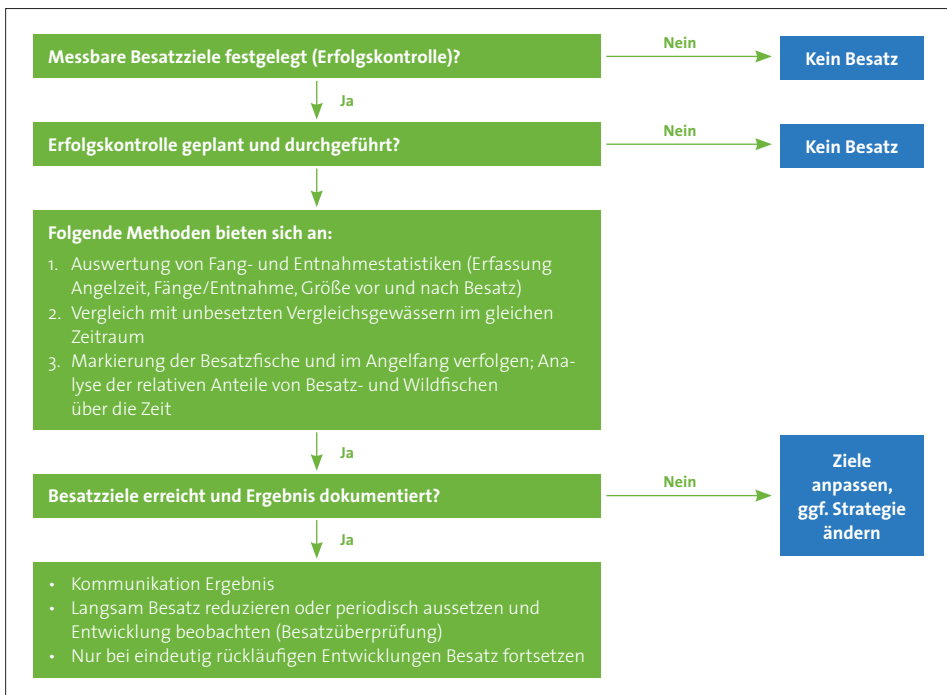 Messbare Besatzziele festgelegt (Erfolgskontrolle)?
Nein
Kein Besatz
Ja
Erfolgskontrolle geplant und durchgeführt?
Nein
Kein Besatz
Folgende Methoden bieten sich an:
1. Auswertung von Fang- und Entnahmestatistiken (Erfassung
Angelzeit, Fänge/Entnahme, Größe vor und nach Besatz)
2. Vergleich mit unbesetzten Vergleichsgewässern im gleichen
Zeitraum
3. Markierung der Besatzfische und im Angelfang verfolgen; Ana-
lyse der relativen Anteile von Besatz- und Wildfischen
über die Zeit
Ja
Besatzziele erreicht und Ergebnis dokumentiert?
Nein
Ziele
anpassen,
ggf. Strategie
ändern
Ja
• Kommunikation Ergebnis
• Langsam Besatz reduzieren oder periodisch aussetzen und
Entwicklung beobachten (Besatzüberprüfung)
• Nur bei eindeutig rückläufigen Entwicklungen Besatz fortsetzen